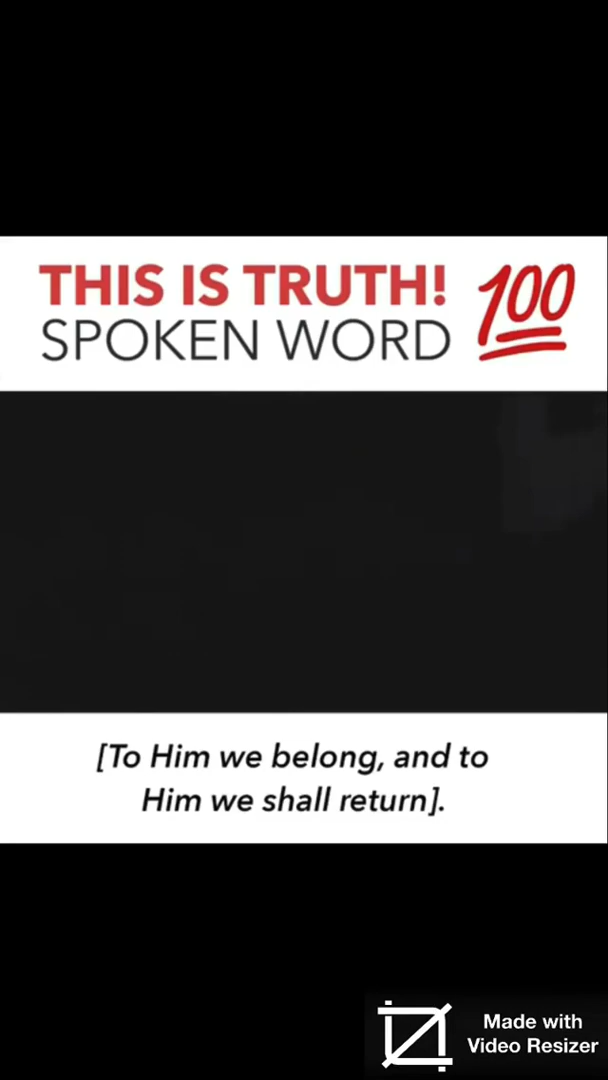 THIS IS TRUTH!
SPOKEN WORD 💯
[To Him we belong, and to
Him we shall return].
Made with
Video Resizer